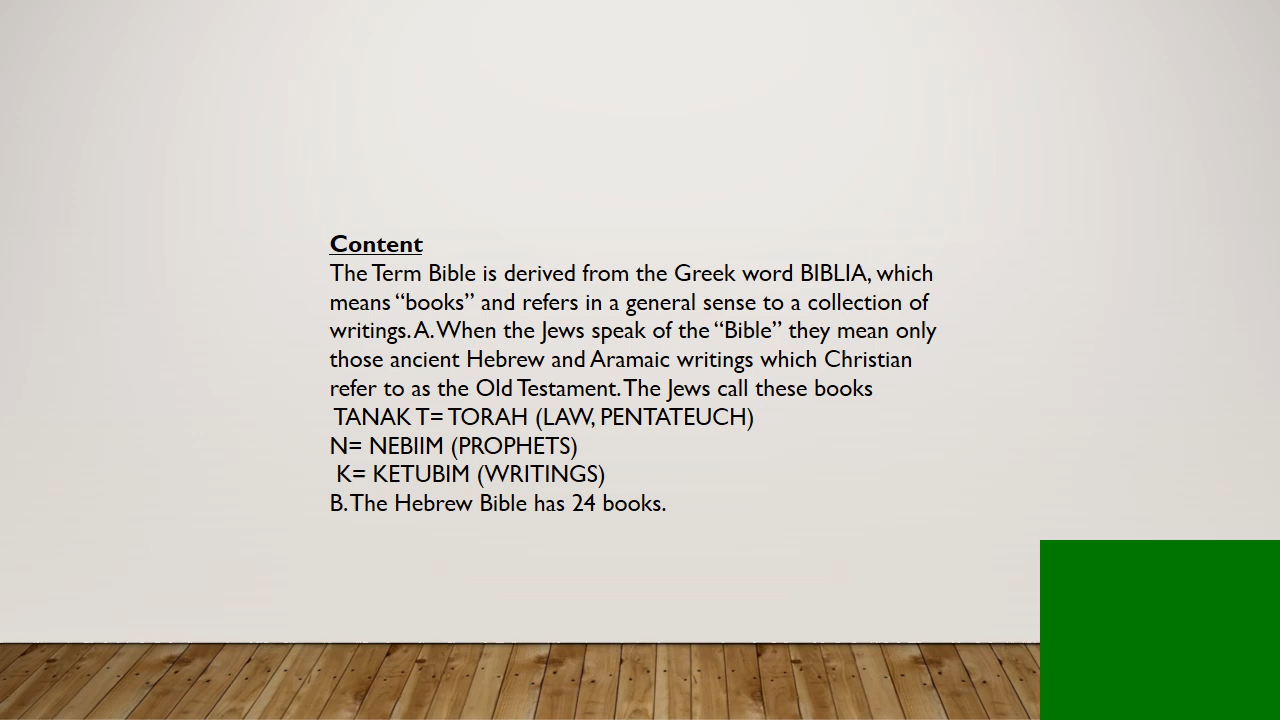 Content
The Term Bible is derived from the Greek word BIBLIA, which
means “books” and refers in a general sense to a collection of
writings. A. When the Jews speak of the “Bible” they mean only
those ancient Hebrew and Aramaic writings which Christian
refer to as the Old Testament. The Jews call these books
TANAK T= TORAH (LAW, PENTATEUCH)
N= NEBIIM (PROPHETS)
K= KETUBIM (WRITINGS)
B. The Hebrew Bible has 24 books.